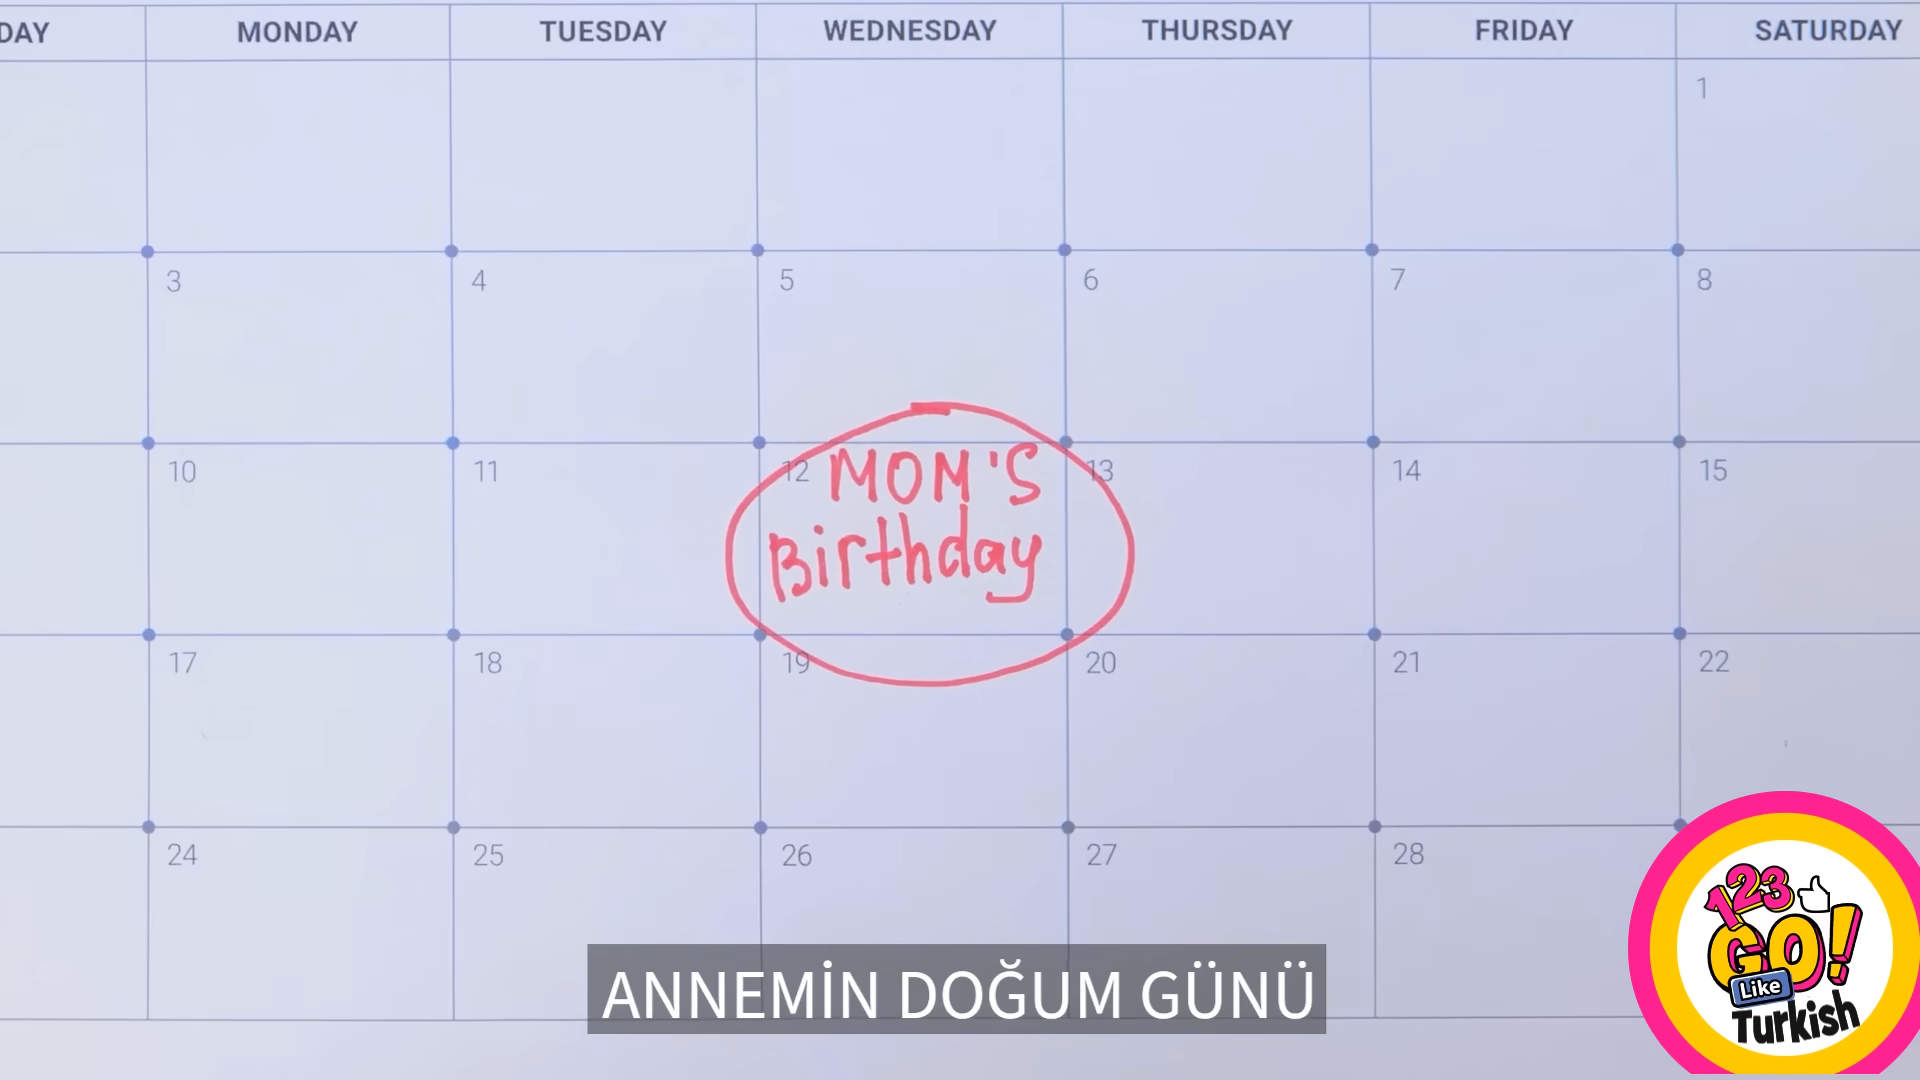 DAY MONDAY TUESDAY WEDNESDAY THURSDAY FRIDAY SATURDAY
1
3 4 5 6 7 8
10 11 12 13 14 15
MOM'S
Birthday
17 18 19 20 21 22
24 25 26 27 28
ANNEMİN DOĞUM GÜNÜ
123
GO!
Like
Turkish